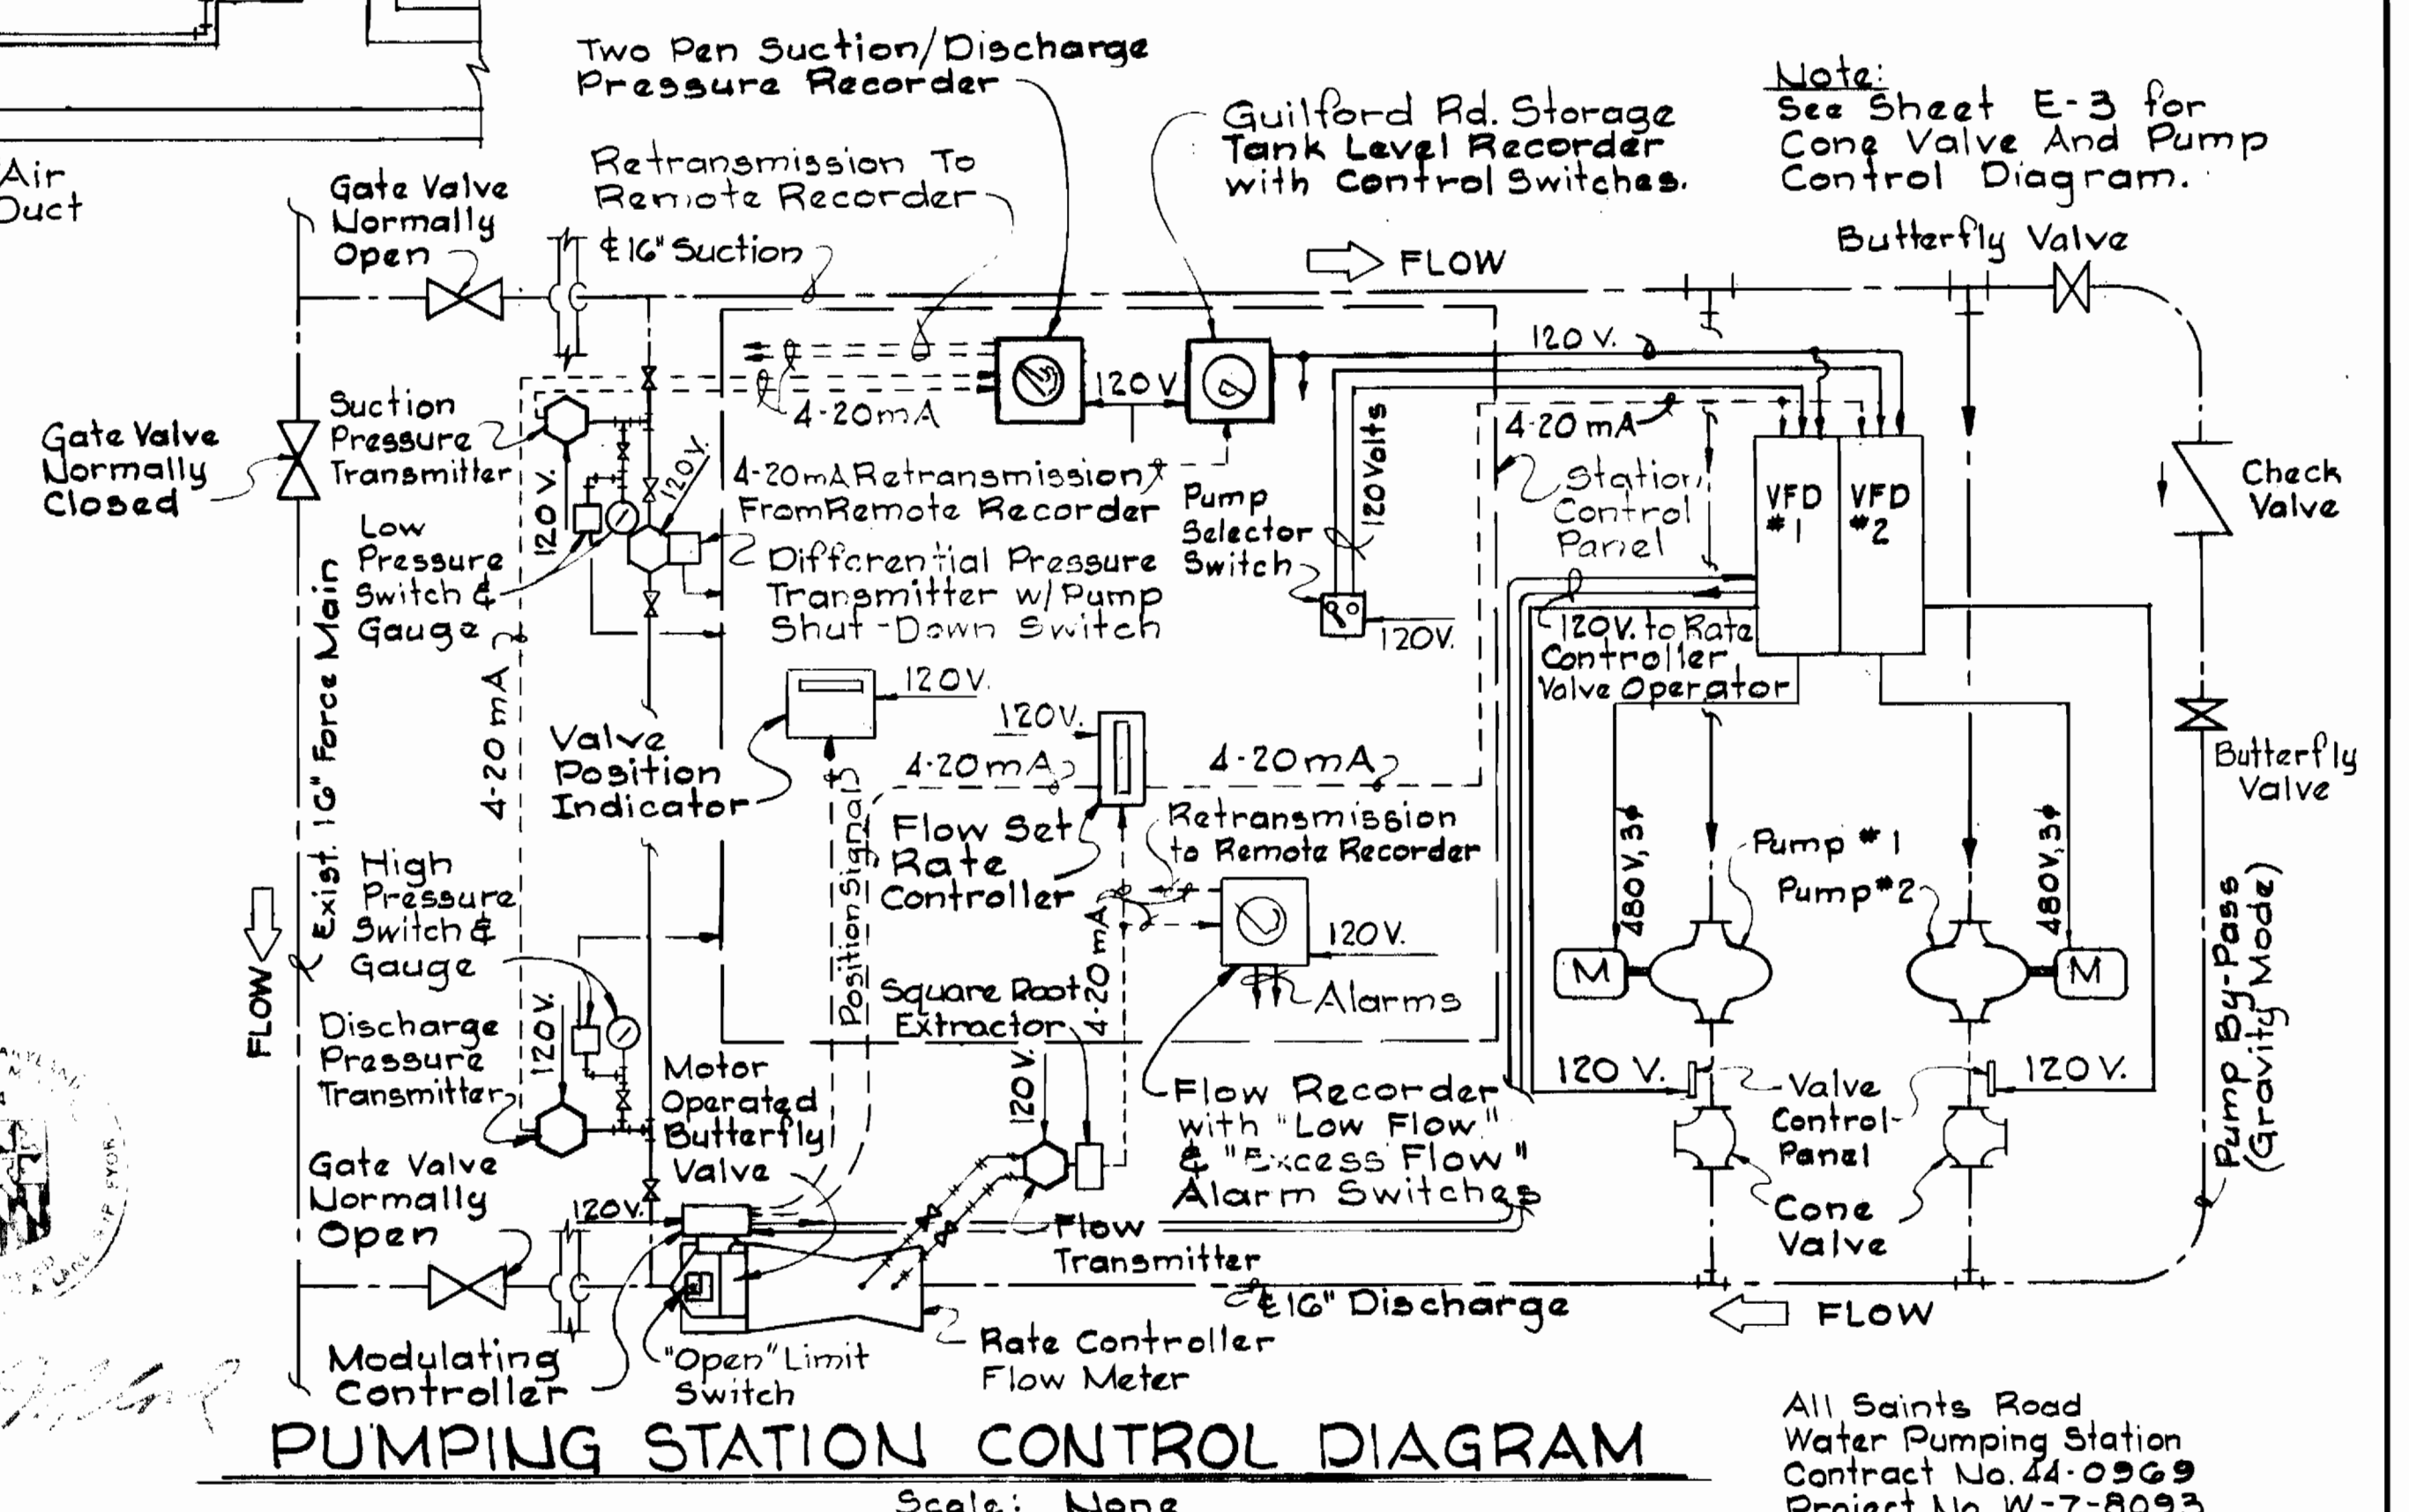 Two Pen Suction/Discharge
Pressure Recorder
Note:
See Sheet E-3 for
Cone Valve And Pump
Control Diagram.
Guilford Rd. Storage
Tank Level Recorder
with Control Switches.
Retransmission To
Remote Recorder
Air
Duct
Gate Valve
Normally
Open
℄ 16" Suction
FLOW
Butterfly Valve
120 V.
120 V
4-20mA
4-20 mA
Suction
Pressure
Transmitter
Gate Valve
Normally
Closed
120 V.
120V.
4-20mA Retransmission
From Remote Recorder
Pump
Selector
Switch
120Volts
Station
Control
Panel
VFD
#1
VFD
#2
Check
Valve
Low
Pressure
Switch &
Gauge
Differential Pressure
Transmitter w/ Pump
Shut-Down Switch
120V.
120V. to Rate
Controller
Valve Operator
Exist. 16" Force Main
4-20 mA
120V.
Valve
Position
Indicator
120V.
4-20mA
4-20mA
Butterfly
Valve
Position Signals
Flow Set
Rate
Controller
Retransmission
to Remote Recorder
480V, 3ϕ
Pump #1
Pump #2
480V, 3ϕ
High
Pressure
Switch &
Gauge
4-20 mA
120V.
M
M
Square Root
Extractor
Alarms
FLOW
Discharge
Pressure
Transmitter
120V.
Motor
Operated
Butterfly
Valve
120V.
Flow Recorder
with "Low Flow"
& "Excess Flow"
Alarm Switches
120 V.
Valve
Control
Panel
120 V.
Pump By-Pass
(Gravity Mode)
Gate Valve
Normally
Open
120V.
Flow
Transmitter
Cone
Valve
℄ 16" Discharge
FLOW
Modulating
Controller
"Open" Limit
Switch
Rate Controller
Flow Meter
PUMPING STATION CONTROL DIAGRAM
Scale: None
All Saints Road
Water Pumping Station
Contract No. 44-0969
Project No. W-7-8093